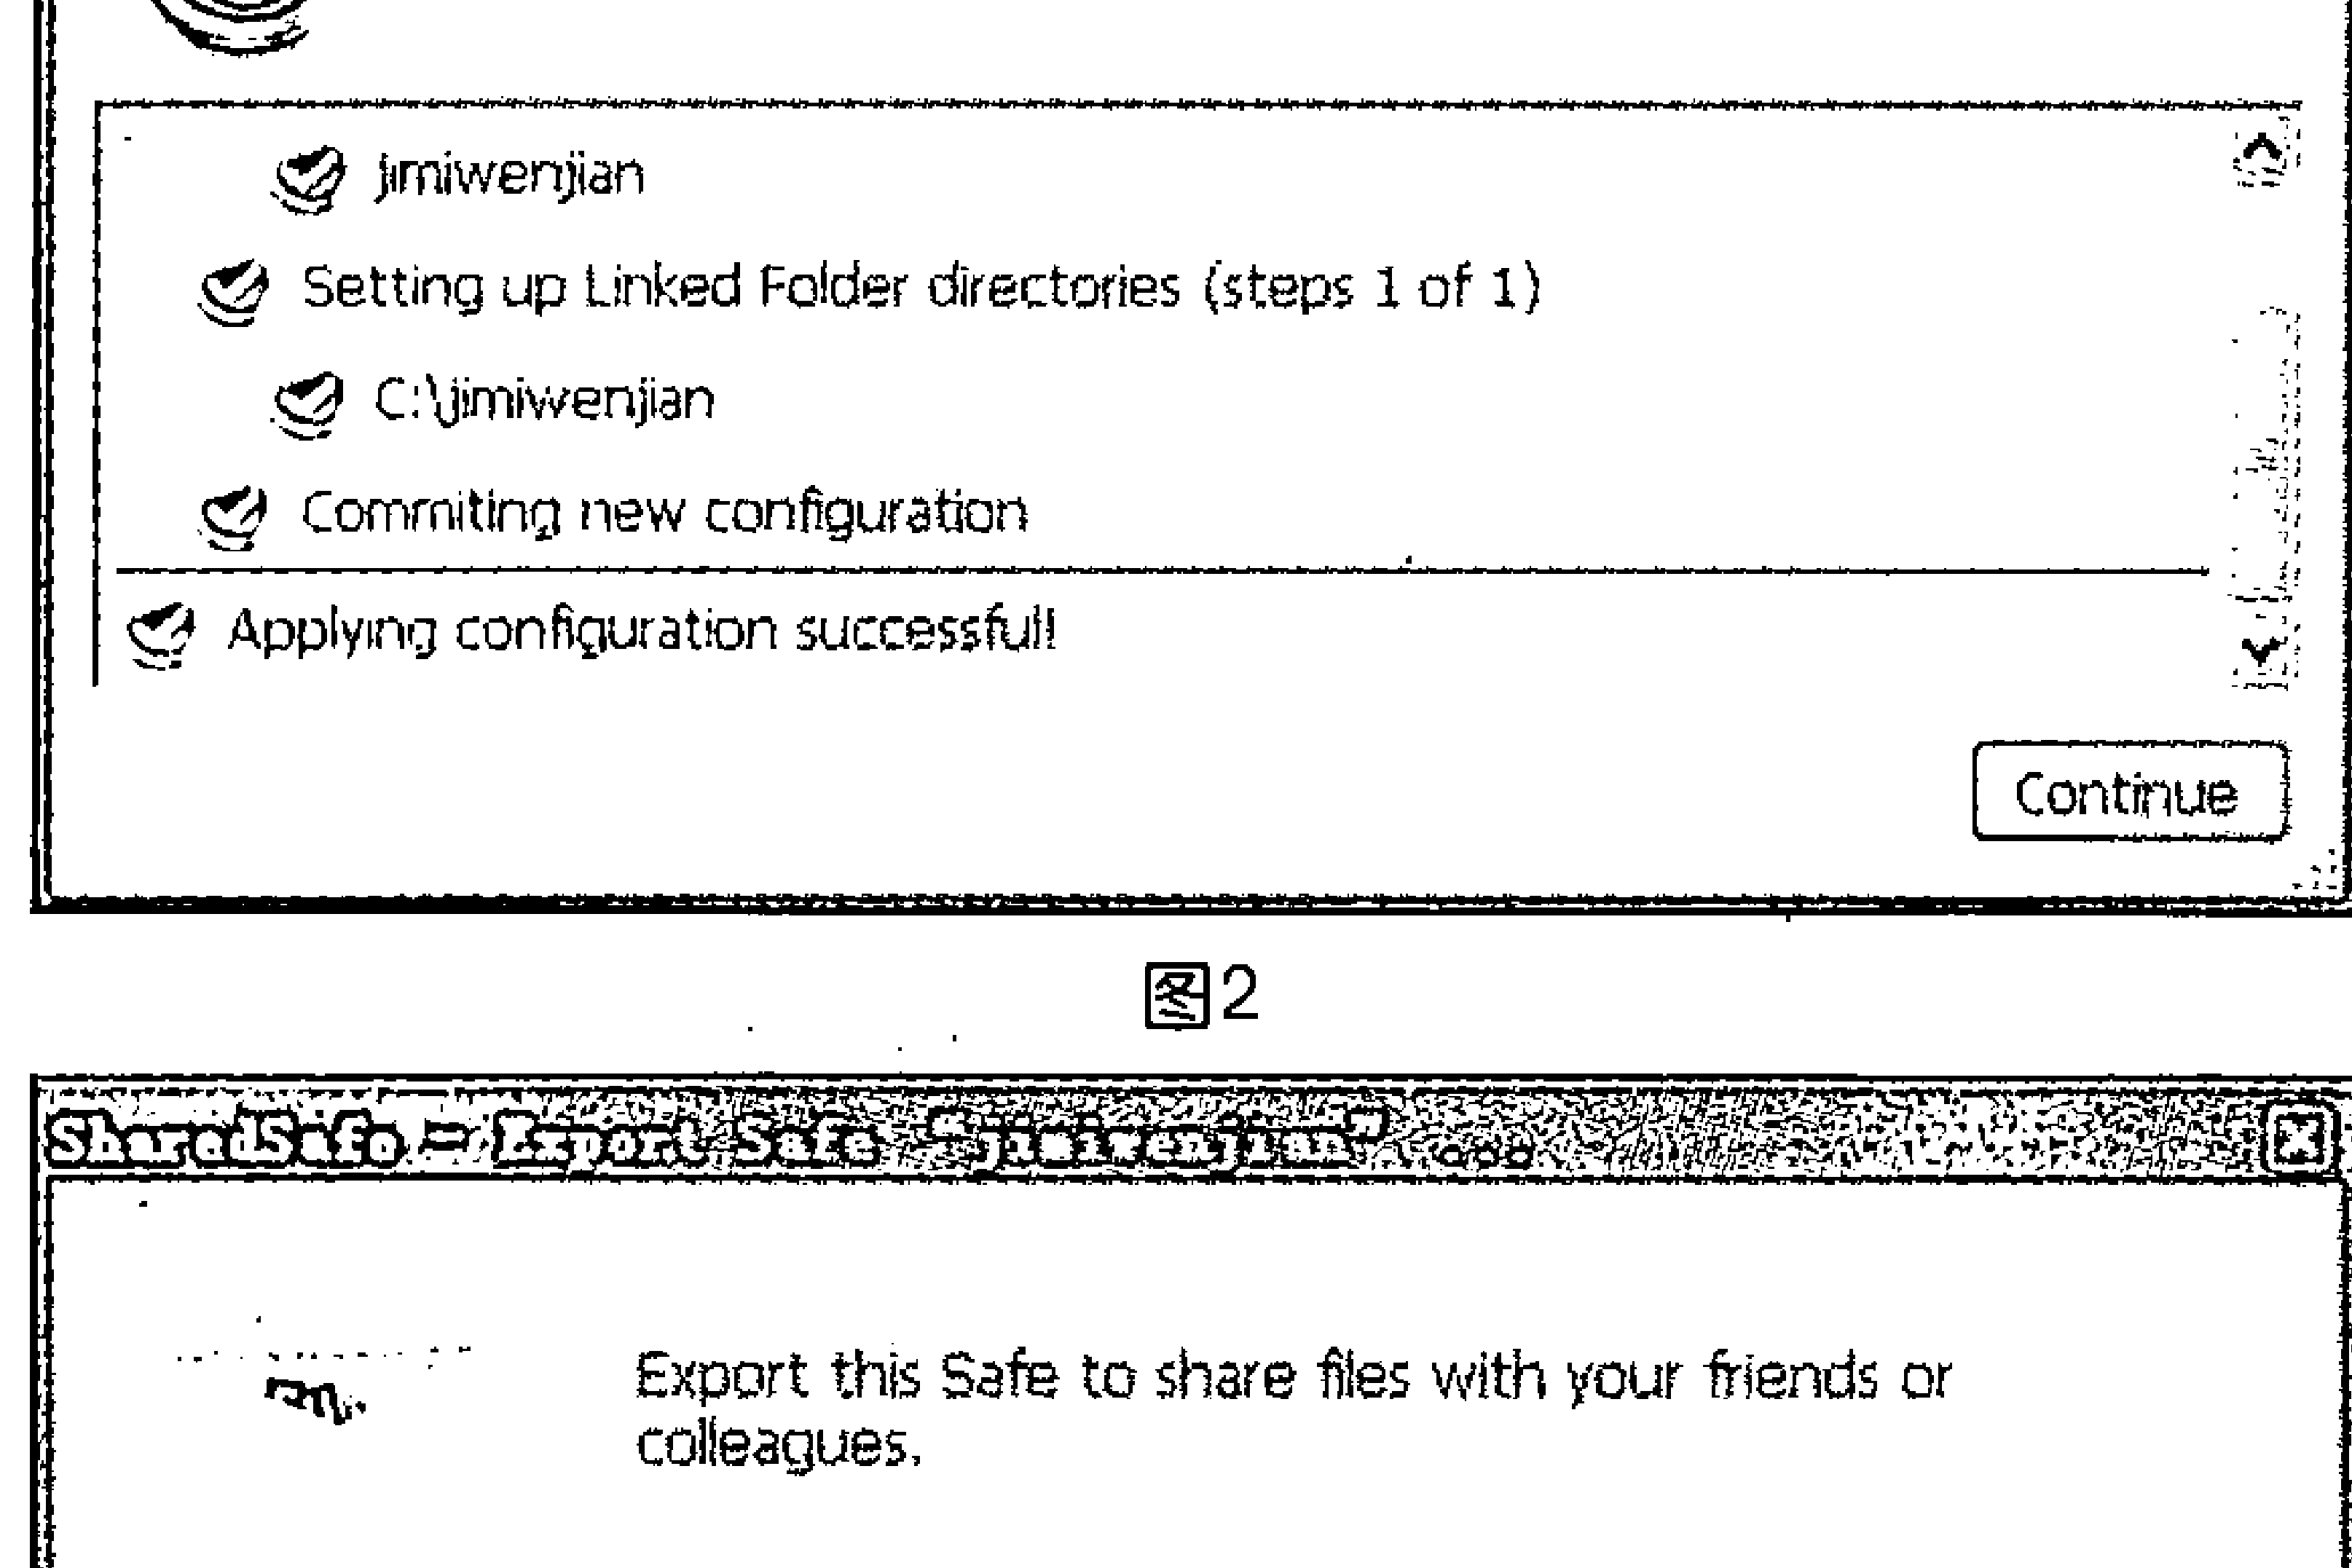 jimiwenjian
Setting up Linked Folder directories (steps 1 of 1)
C:\jimiwenjian
Commiting new configuration
Applying configuration successful!
Continue
图2
SharedSafe - Export Safe "jimiwenjian" ...
Export this Safe to share files with your friends or
colleagues.